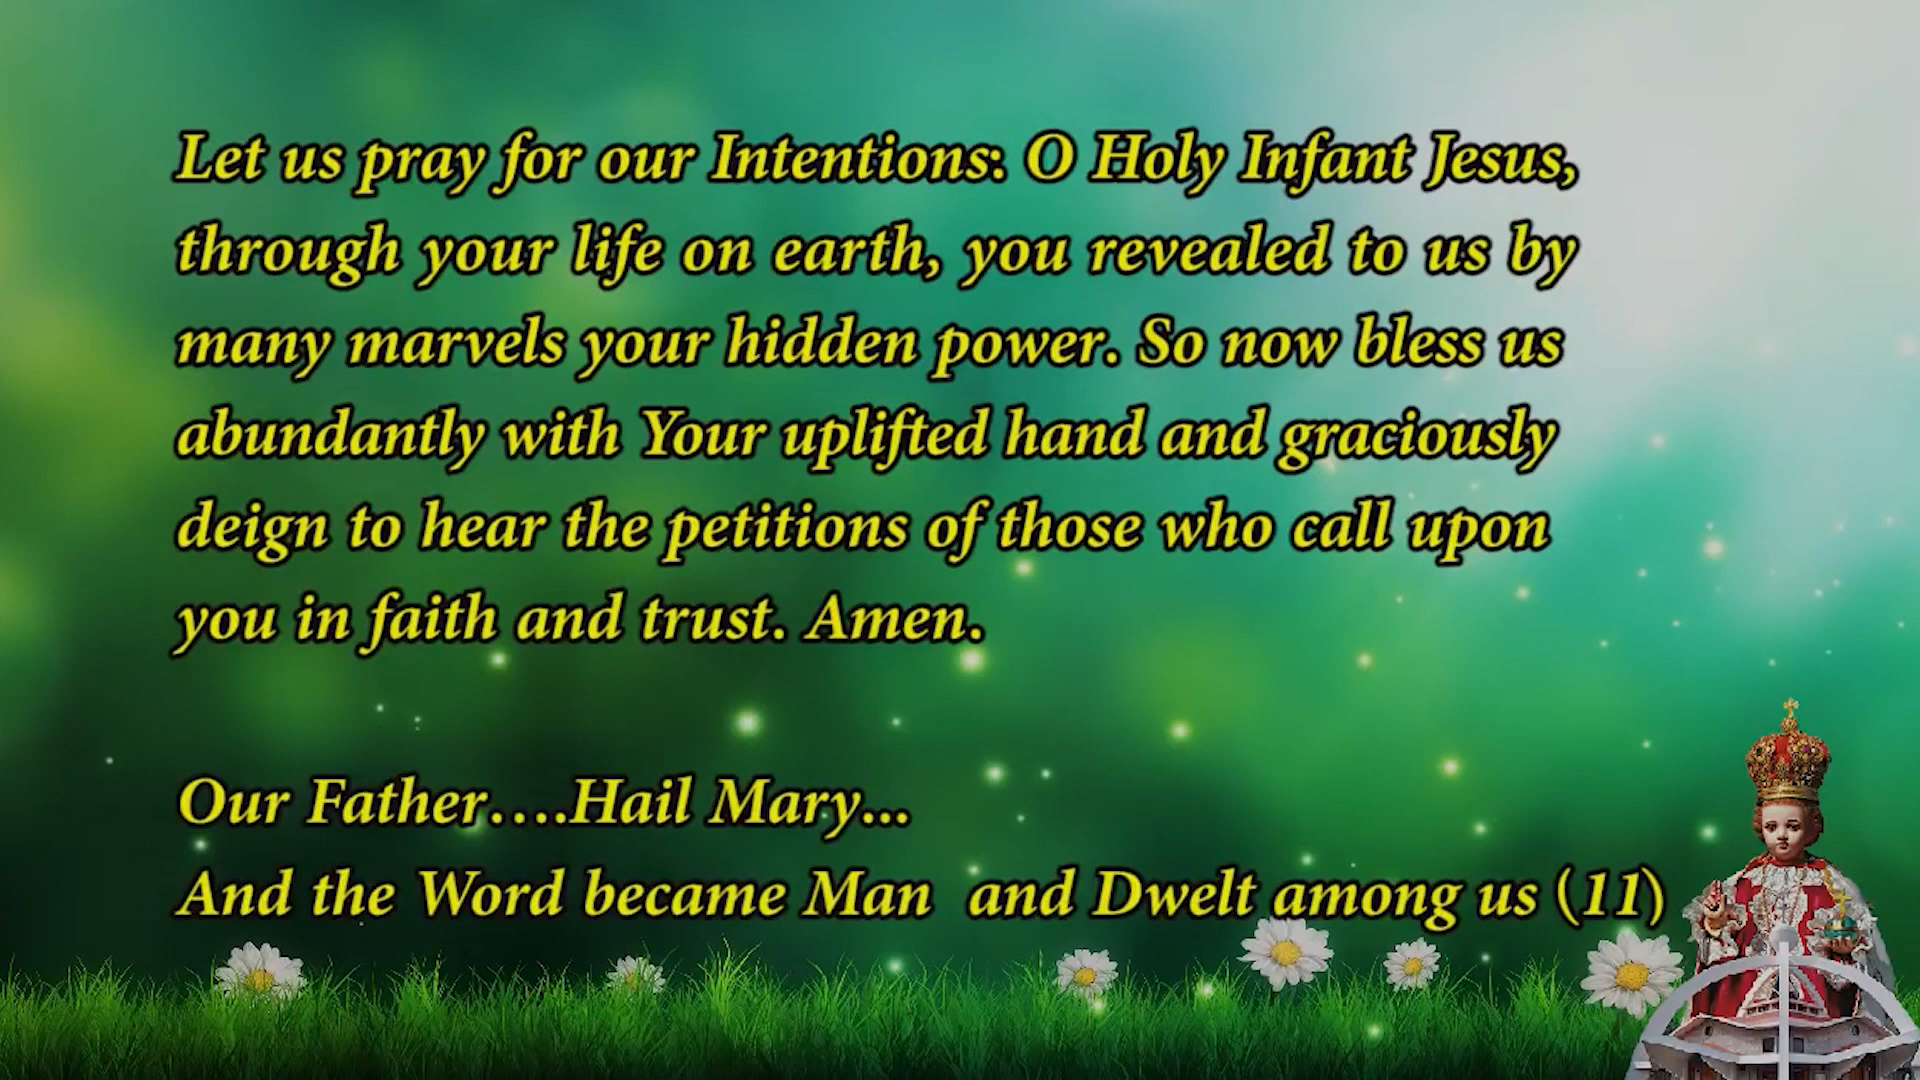 Let us pray for our Intentions: O Holy Infant Jesus,
through your life on earth, you revealed to us by
many marvels your hidden power. So now bless us
abundantly with Your uplifted hand and graciously
deign to hear the petitions of those who call upon
you in faith and trust. Amen.
Our Father....Hail Mary...
And the Word became Man  and Dwelt among us (11)